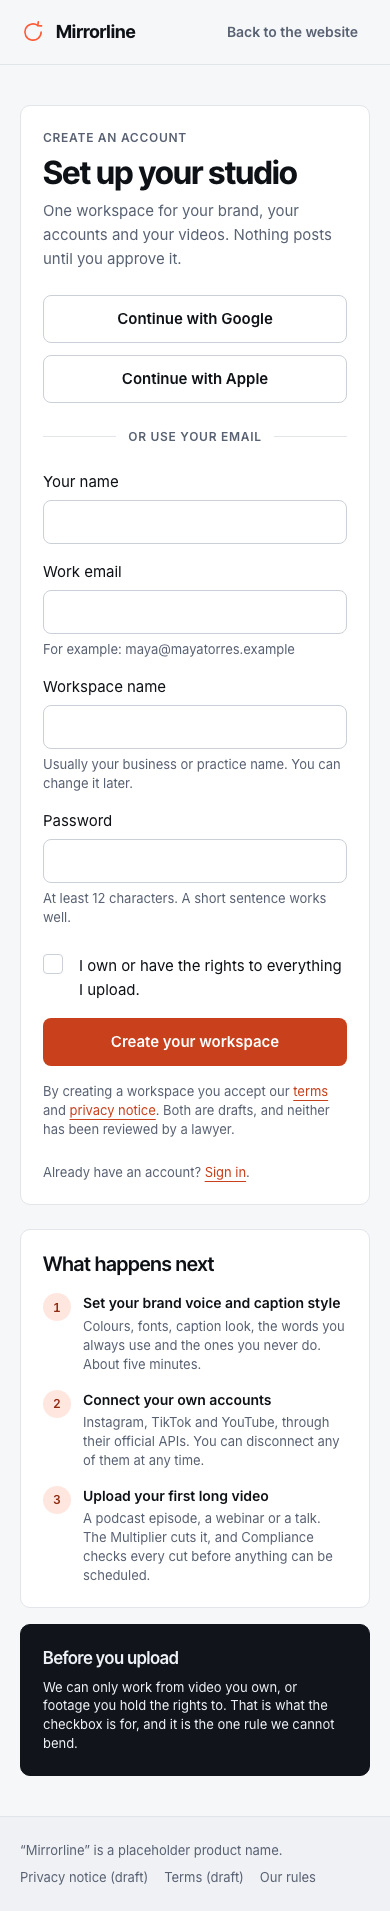 Mirrorline
Back to the website
CREATE AN ACCOUNT
Set up your studio
One workspace for your brand, your
accounts and your videos. Nothing posts
until you approve it.
Continue with Google
Continue with Apple
OR USE YOUR EMAIL
Your name
Work email
For example: maya@mayatorres.example
Workspace name
Usually your business or practice name. You can
change it later.
Password
At least 12 characters. A short sentence works
well.
I own or have the rights to everything
I upload.
Create your workspace
By creating a workspace you accept our terms
and privacy notice. Both are drafts, and neither
has been reviewed by a lawyer.
Already have an account? Sign in.
What happens next
1
Set your brand voice and caption style
Colours, fonts, caption look, the words you
always use and the ones you never do.
About five minutes.
2
Connect your own accounts
Instagram, TikTok and YouTube, through
their official APIs. You can disconnect any
of them at any time.
3
Upload your first long video
A podcast episode, a webinar or a talk.
The Multiplier cuts it, and Compliance
checks every cut before anything can be
scheduled.
Before you upload
We can only work from video you own, or
footage you hold the rights to. That is what the
checkbox is for, and it is the one rule we cannot
bend.
“Mirrorline” is a placeholder product name.
Privacy notice (draft)
Terms (draft)
Our rules